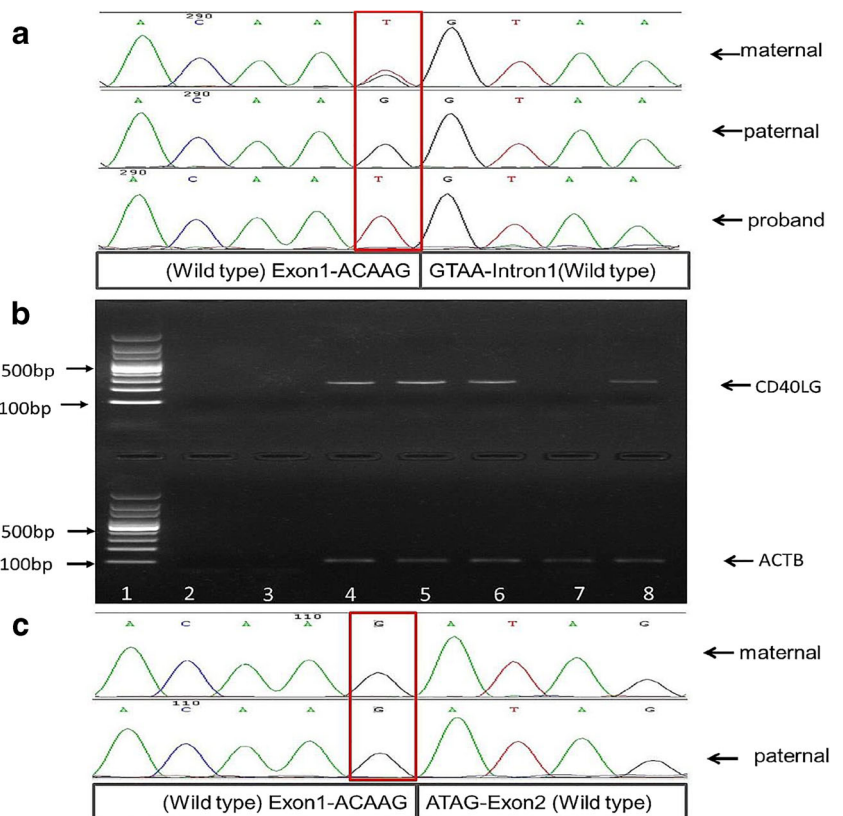 a
290
A C A A T G T A A
maternal
290
A C A A G G T A A
paternal
290
A C A A T G T A A
proband
(Wild type) Exon1-ACAAG GTAA-Intron1(Wild type)
b
500bp
CD40LG
100bp
500bp
100bp
ACTB
1 2 3 4 5 6 7 8
c
110
A C A A G A T A G
maternal
110
A C A A G A T A G
paternal
(Wild type) Exon1-ACAAG ATAG-Exon2 (Wild type)